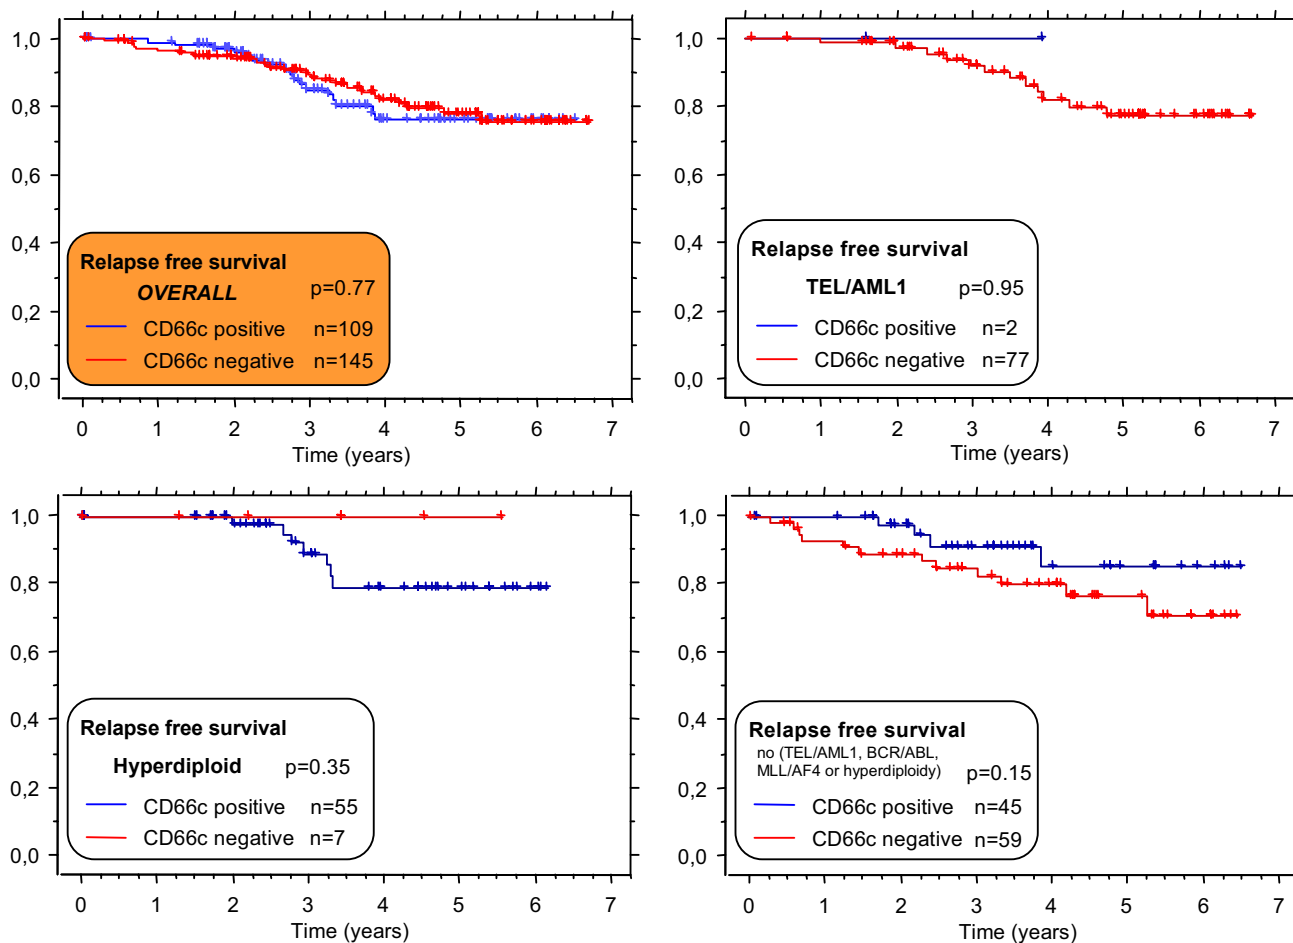 1,0
0,8
0,6
0,4
0,2
0,0
Relapse free survival
OVERALL p=0.77
CD66c positive n=109
CD66c negative n=145
0 1 2 3 4 5 6 7
Time (years)
1,0
0,8
0,6
0,4
0,2
0,0
Relapse free survival
TEL/AML1 p=0.95
CD66c positive n=2
CD66c negative n=77
0 1 2 3 4 5 6 7
Time (years)
1,0
0,8
0,6
0,4
0,2
0,0
Relapse free survival
Hyperdiploid p=0.35
CD66c positive n=55
CD66c negative n=7
0 1 2 3 4 5 6 7
Time (years)
1,0
0,8
0,6
0,4
0,2
0,0
Relapse free survival
no (TEL/AML1, BCR/ABL,
MLL/AF4 or hyperdiploidy) p=0.15
CD66c positive n=45
CD66c negative n=59
0 1 2 3 4 5 6 7
Time (years)